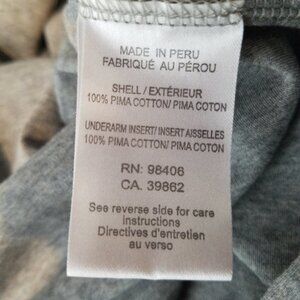 MADE IN PERU
FABRIQUÉ AU PÉROU
SHELL/EXTÉRIEUR
100% PIMA COTTON/PIMA COTON
UNDERARM INSERT/INSERT AISSELLES
100% PIMA COTTON/PIMA COTON
RN: 98406
CA. 39862
See reverse side for care
instructions
Directives d'entretien
au verso